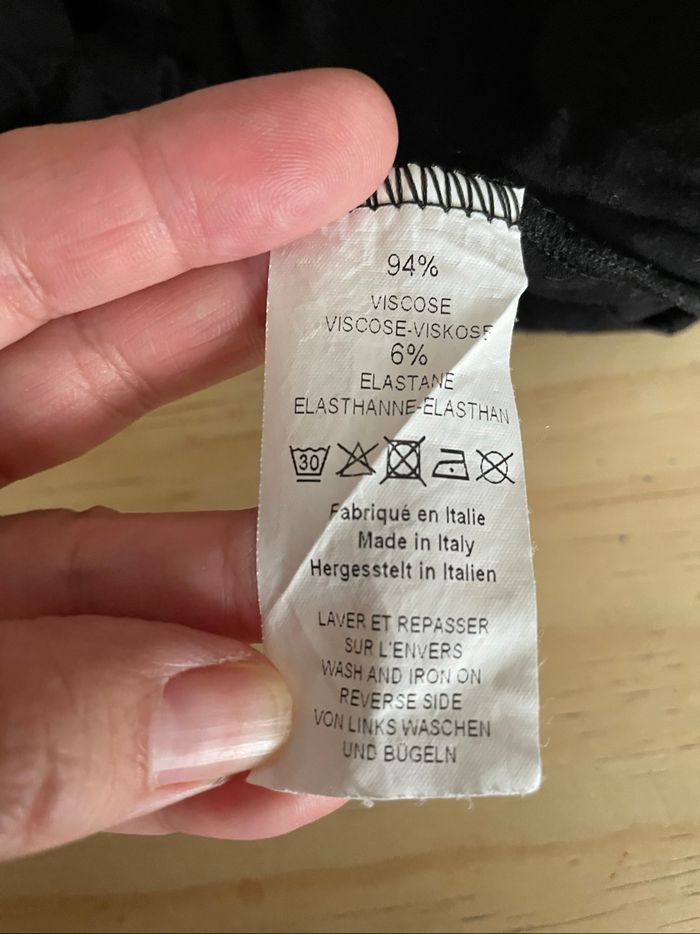 94%
VISCOSE
VISCOSE-VISKOSE
6%
ELASTANE
ELASTHANNE-ELASTHAN
30
Fabriqué en Italie
Made in Italy
Hergesstelt in Italien
LAVER ET REPASSER
SUR L'ENVERS
WASH AND IRON ON
REVERSE SIDE
VON LINKS WASCHEN
UND BÜGELN